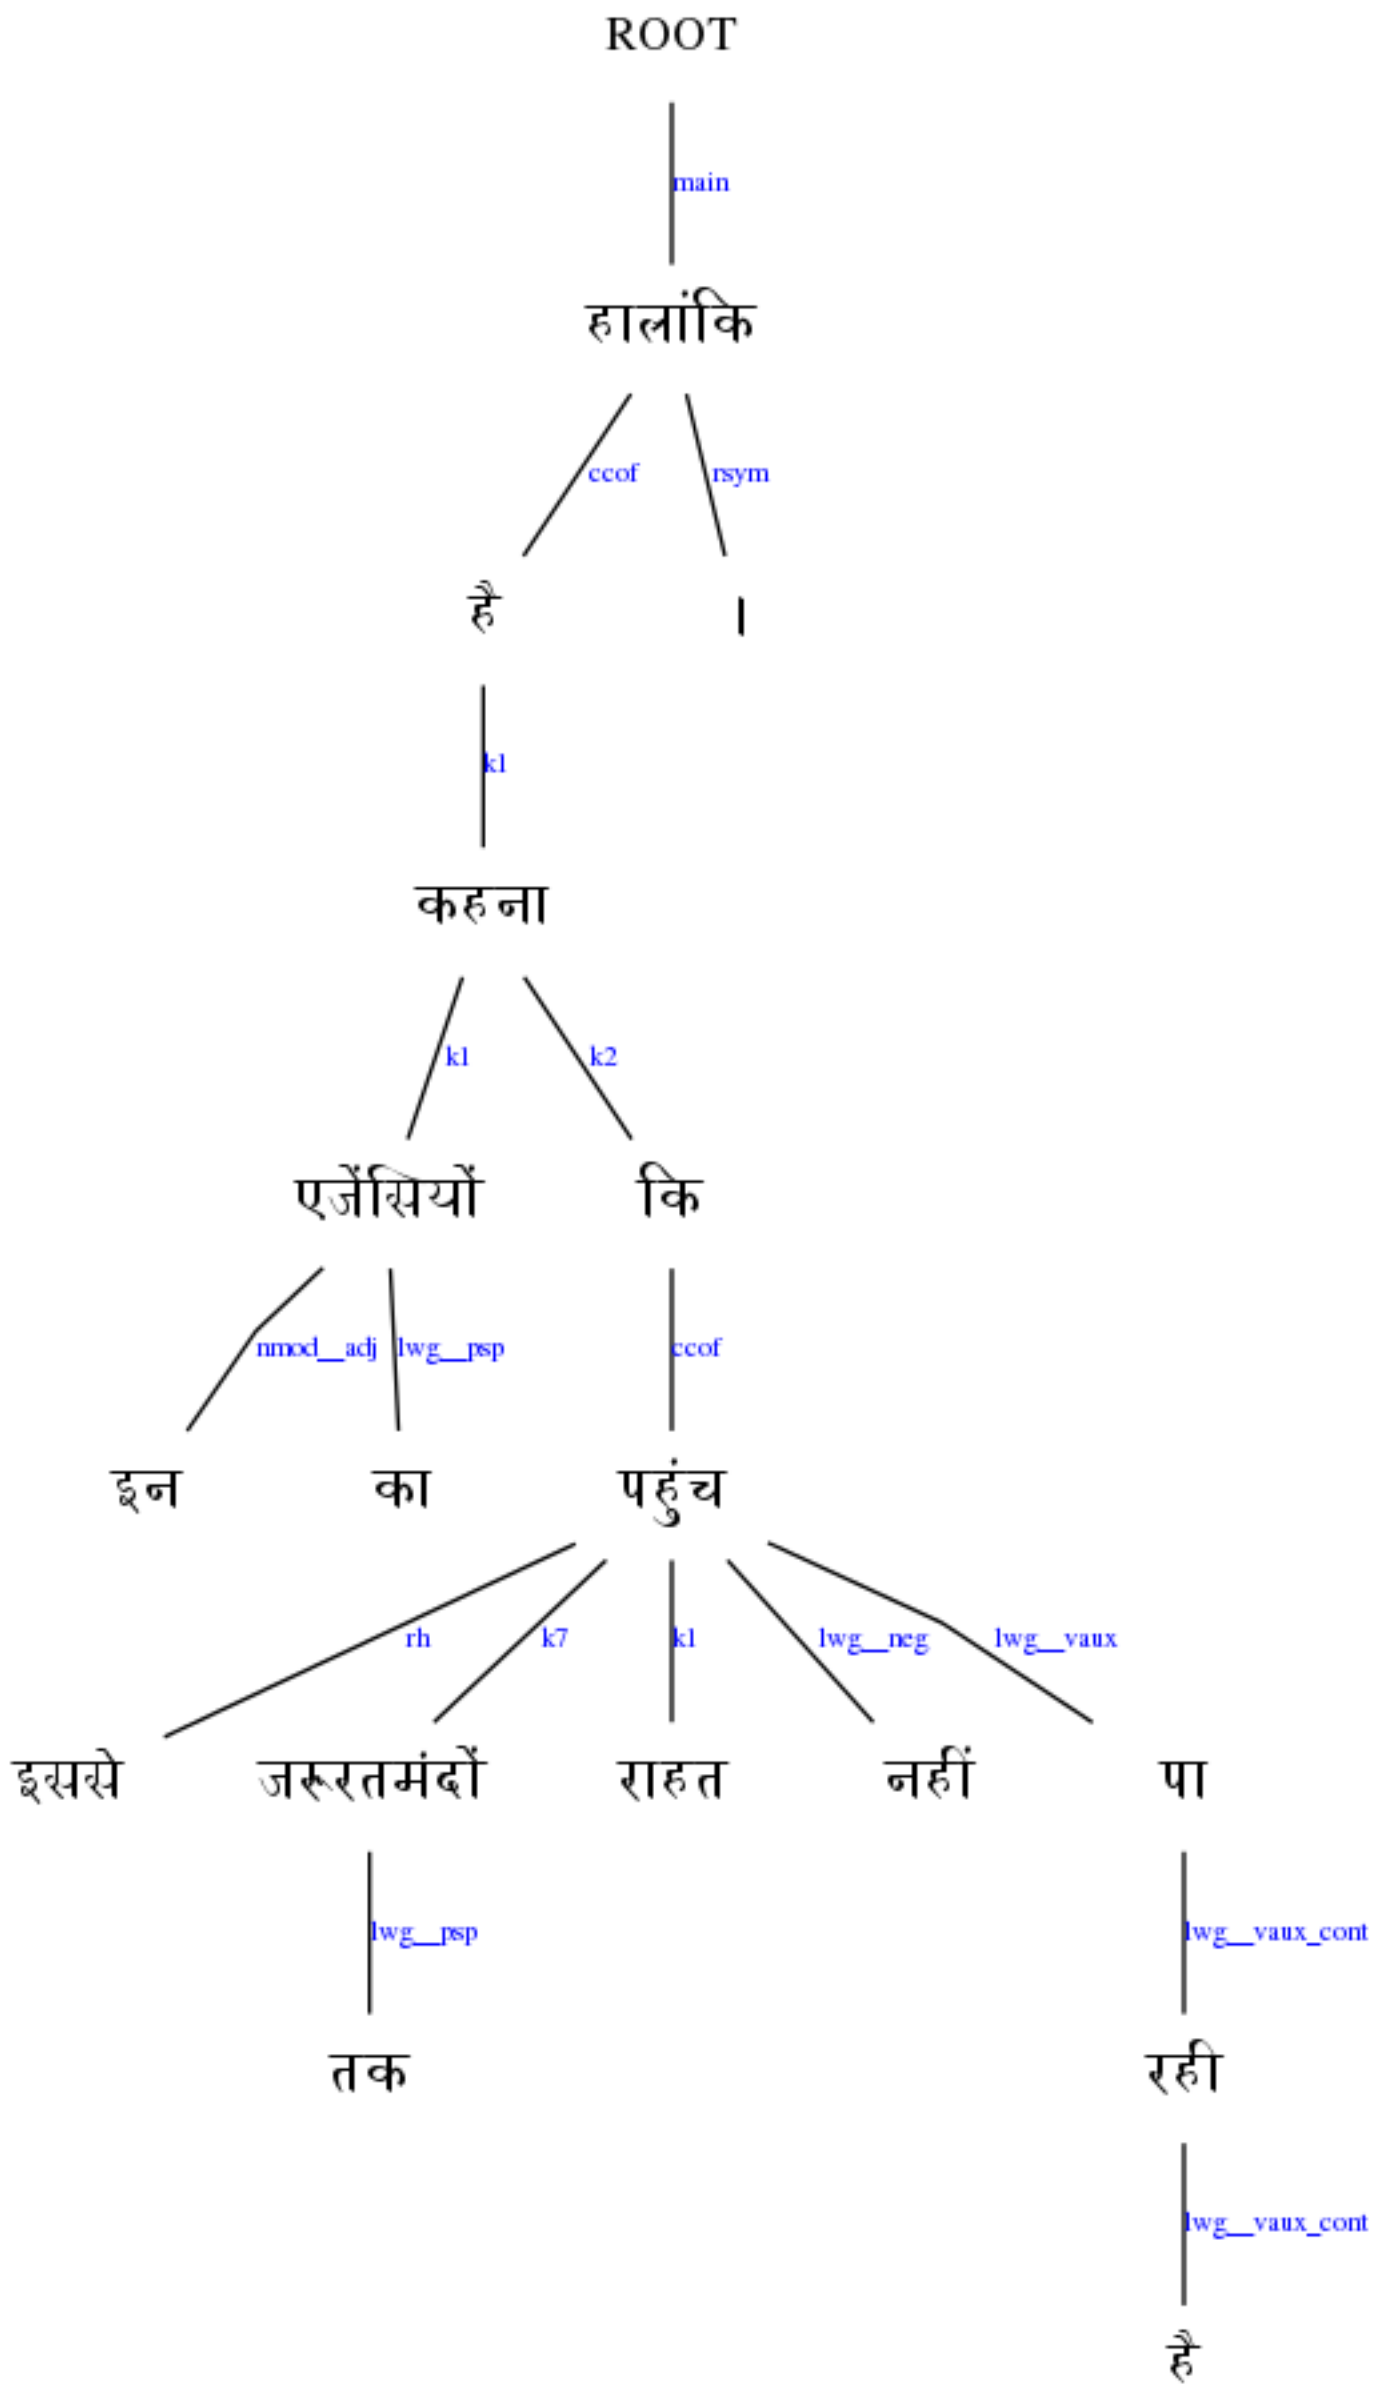 ROOT
main
हालांकि
ccof rsym
है ।
k1
कहना
k1 k2
एजेंसियों कि
nmod__adj lwg__psp ccof
इन का पहुंच
rh k7 k1 lwg__neg lwg__vaux
इससे जरूरतमंदों राहत नहीं पा
lwg__psp lwg__vaux_cont
तक रही
lwg__vaux_cont
है